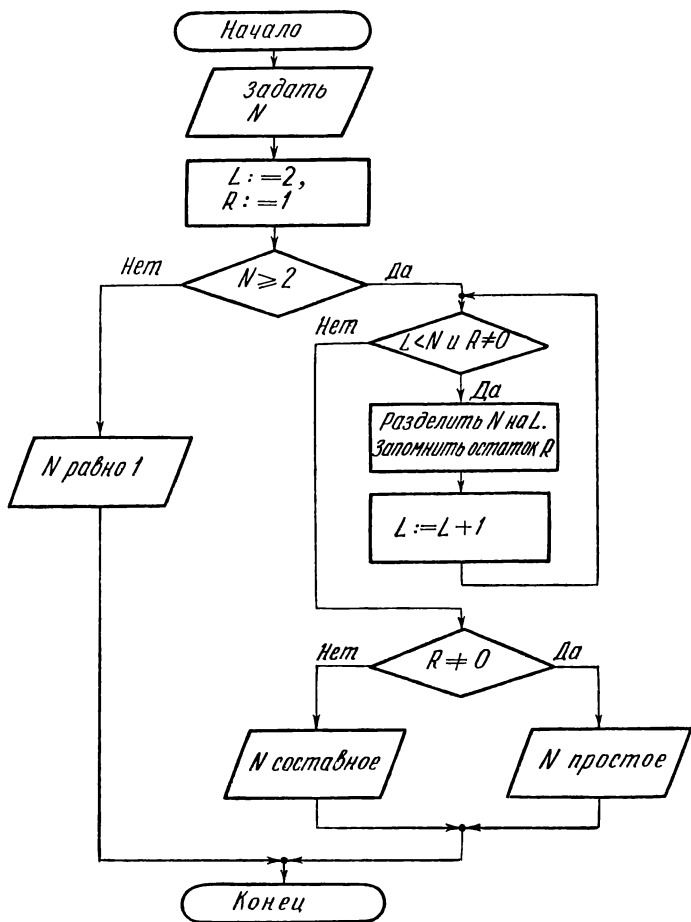 Начало
Задать
N
L:=2,
R:=1
Нет
N⩾2
Да
Нет
L<N и R≠0
Да
Разделить N на L.
Запомнить остаток R
N равно 1
L:=L+1
Нет
R≠0
Да
N составное
N простое
Конец